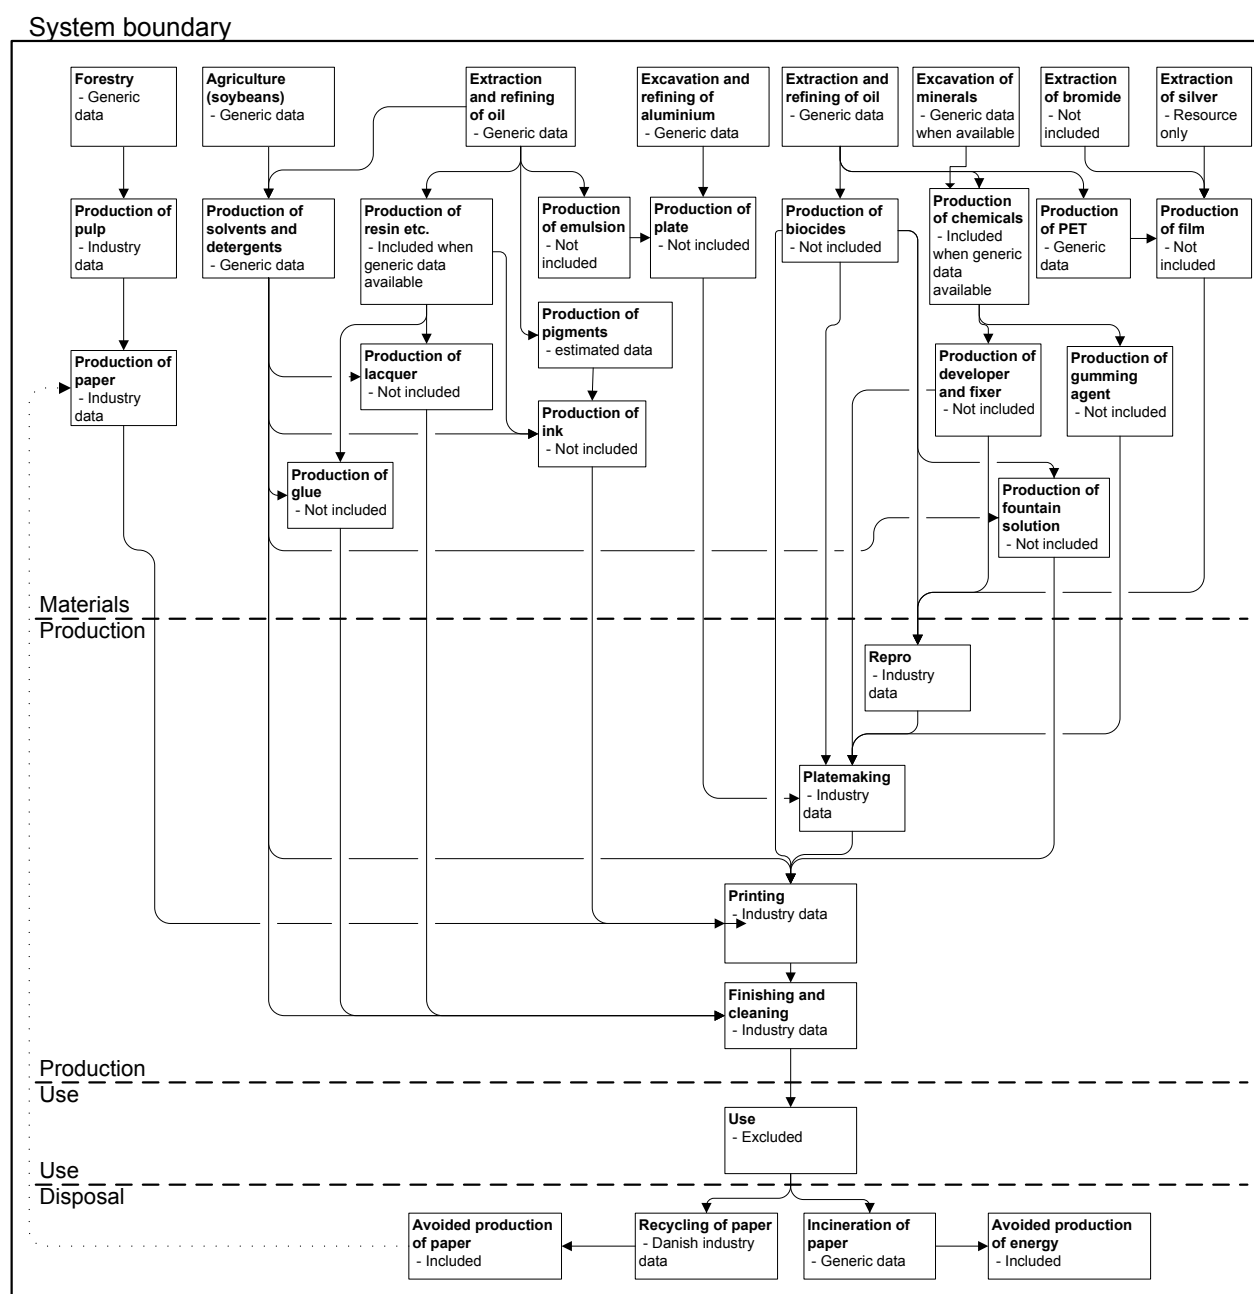 System boundary
Forestry
- Generic
data
Agriculture
(soybeans)
- Generic data
Extraction
and refining
of oil
- Generic data
Excavation and
refining of
aluminium
- Generic data
Extraction and
refining of oil
- Generic data
Excavation of
minerals
- Generic data
when available
Extraction
of bromide
- Not
included
Extraction
of silver
- Resource
only
Production of
pulp
- Industry
data
Production of
solvents and
detergents
- Generic data
Production of
resin etc.
- Included when
generic data
available
Production
of emulsion
- Not
included
Production of
plate
- Not included
Production of
biocides
- Not included
Production
of chemicals
- Included
when generic
data
available
Production
of PET
- Generic
data
Production
of film
- Not
included
Production of
pigments
- estimated data
Production of
paper
- Industry
data
Production of
lacquer
- Not included
Production of
developer
and fixer
- Not included
Production of
gumming
agent
- Not included
Production of
ink
- Not included
Production of
glue
- Not included
Production of
fountain
solution
- Not included
Materials
Production
Repro
- Industry
data
Platemaking
- Industry
data
Printing
- Industry data
Finishing and
cleaning
- Industry data
Production
Use
Use
- Excluded
Use
Disposal
Avoided production
of paper
- Included
Recycling of paper
- Danish industry
data
Incineration of
paper
- Generic data
Avoided production
of energy
- Included